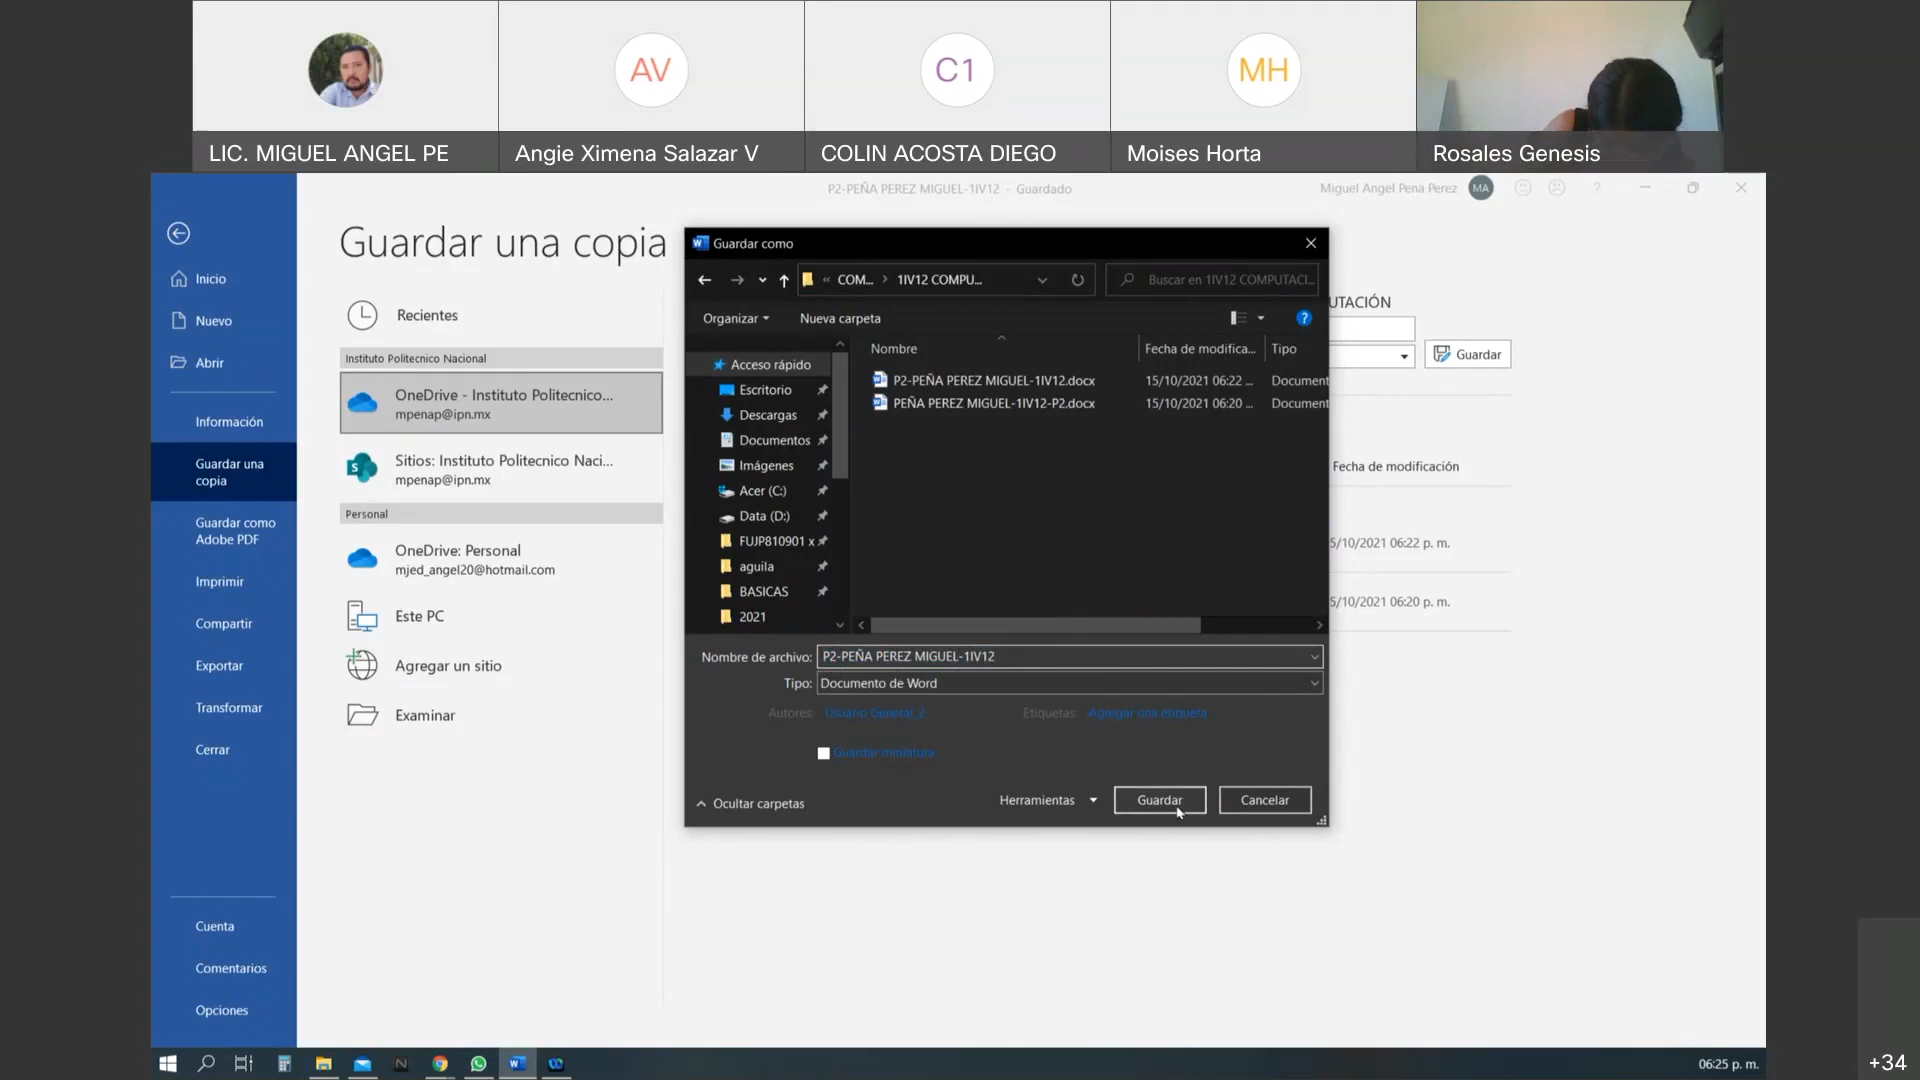 AV
C1
MH
LIC. MIGUEL ANGEL PE
Angie Ximena Salazar V
COLIN ACOSTA DIEGO
Moises Horta
Rosales Genesis
P2-PEÑA PEREZ MIGUEL-1IV12 - Guardado
Miguel Angel Pena Perez
MA
?
Inicio
Nuevo
Abrir
Información
Guardar una
copia
Guardar como
Adobe PDF
Imprimir
Compartir
Exportar
Transformar
Cerrar
Cuenta
Comentarios
Opciones
Guardar una copia
Recientes
Instituto Politecnico Nacional
OneDrive - Instituto Politecnico...
mpenap@ipn.mx
Sitios: Instituto Politecnico Naci...
mpenap@ipn.mx
Personal
OneDrive: Personal
mjed_angel20@hotmail.com
Este PC
Agregar un sitio
Examinar
Guardar como
« COM... > 1IV12 COMPU...
Buscar en 1IV12 COMPUTACI...
Organizar
Nueva carpeta
?
Acceso rápido
Escritorio
Descargas
Documentos
Imágenes
Acer (C:)
Data (D:)
FUJP810901 x
aguila
BASICAS
2021
Nombre
Fecha de modifica...
Tipo
P2-PEÑA PEREZ MIGUEL-1IV12.docx
15/10/2021 06:22 ...
Document
PEÑA PEREZ MIGUEL-1IV12-P2.docx
15/10/2021 06:20 ...
Document
Nombre de archivo: P2-PEÑA PEREZ MIGUEL-1IV12
Tipo: Documento de Word
Autores: Usuario General_2
Etiquetas: Agregar una etiqueta
Guardar miniatura
Ocultar carpetas
Herramientas
Guardar
Cancelar
UTACIÓN
Guardar
Fecha de modificación
5/10/2021 06:22 p. m.
5/10/2021 06:20 p. m.
06:25 p. m.
+34